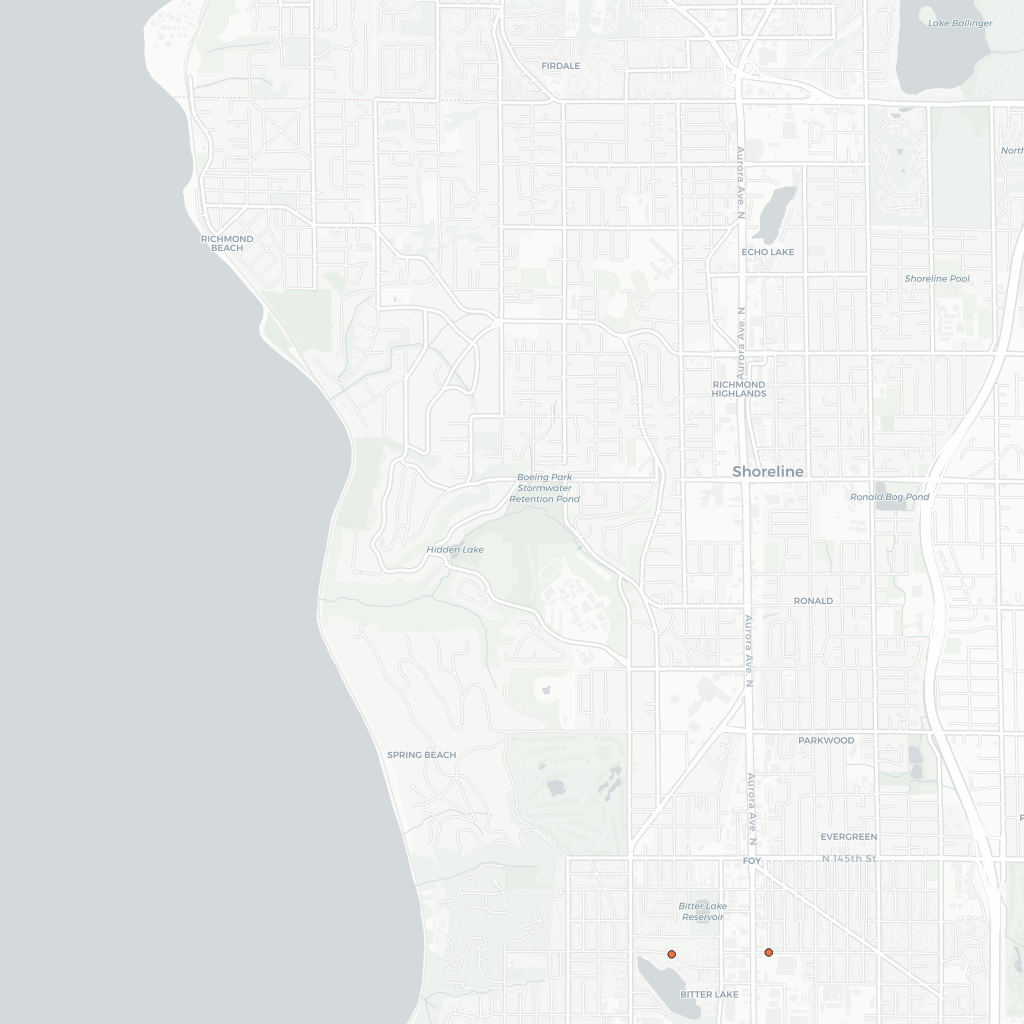 Lake Ballinger
FIRDALE
North
Aurora Ave. N
RICHMOND
BEACH
ECHO LAKE
Shoreline Pool
Aurora Ave. N
RICHMOND
HIGHLANDS
Shoreline
Boeing Park
Stormwater
Retention Pond
Ronald Bog Pond
Hidden Lake
RONALD
Aurora Ave. N
PARKWOOD
SPRING BEACH
Aurora Ave. N
P
EVERGREEN
FOY
N 145th St
Bitter Lake
Reservoir
BITTER LAKE